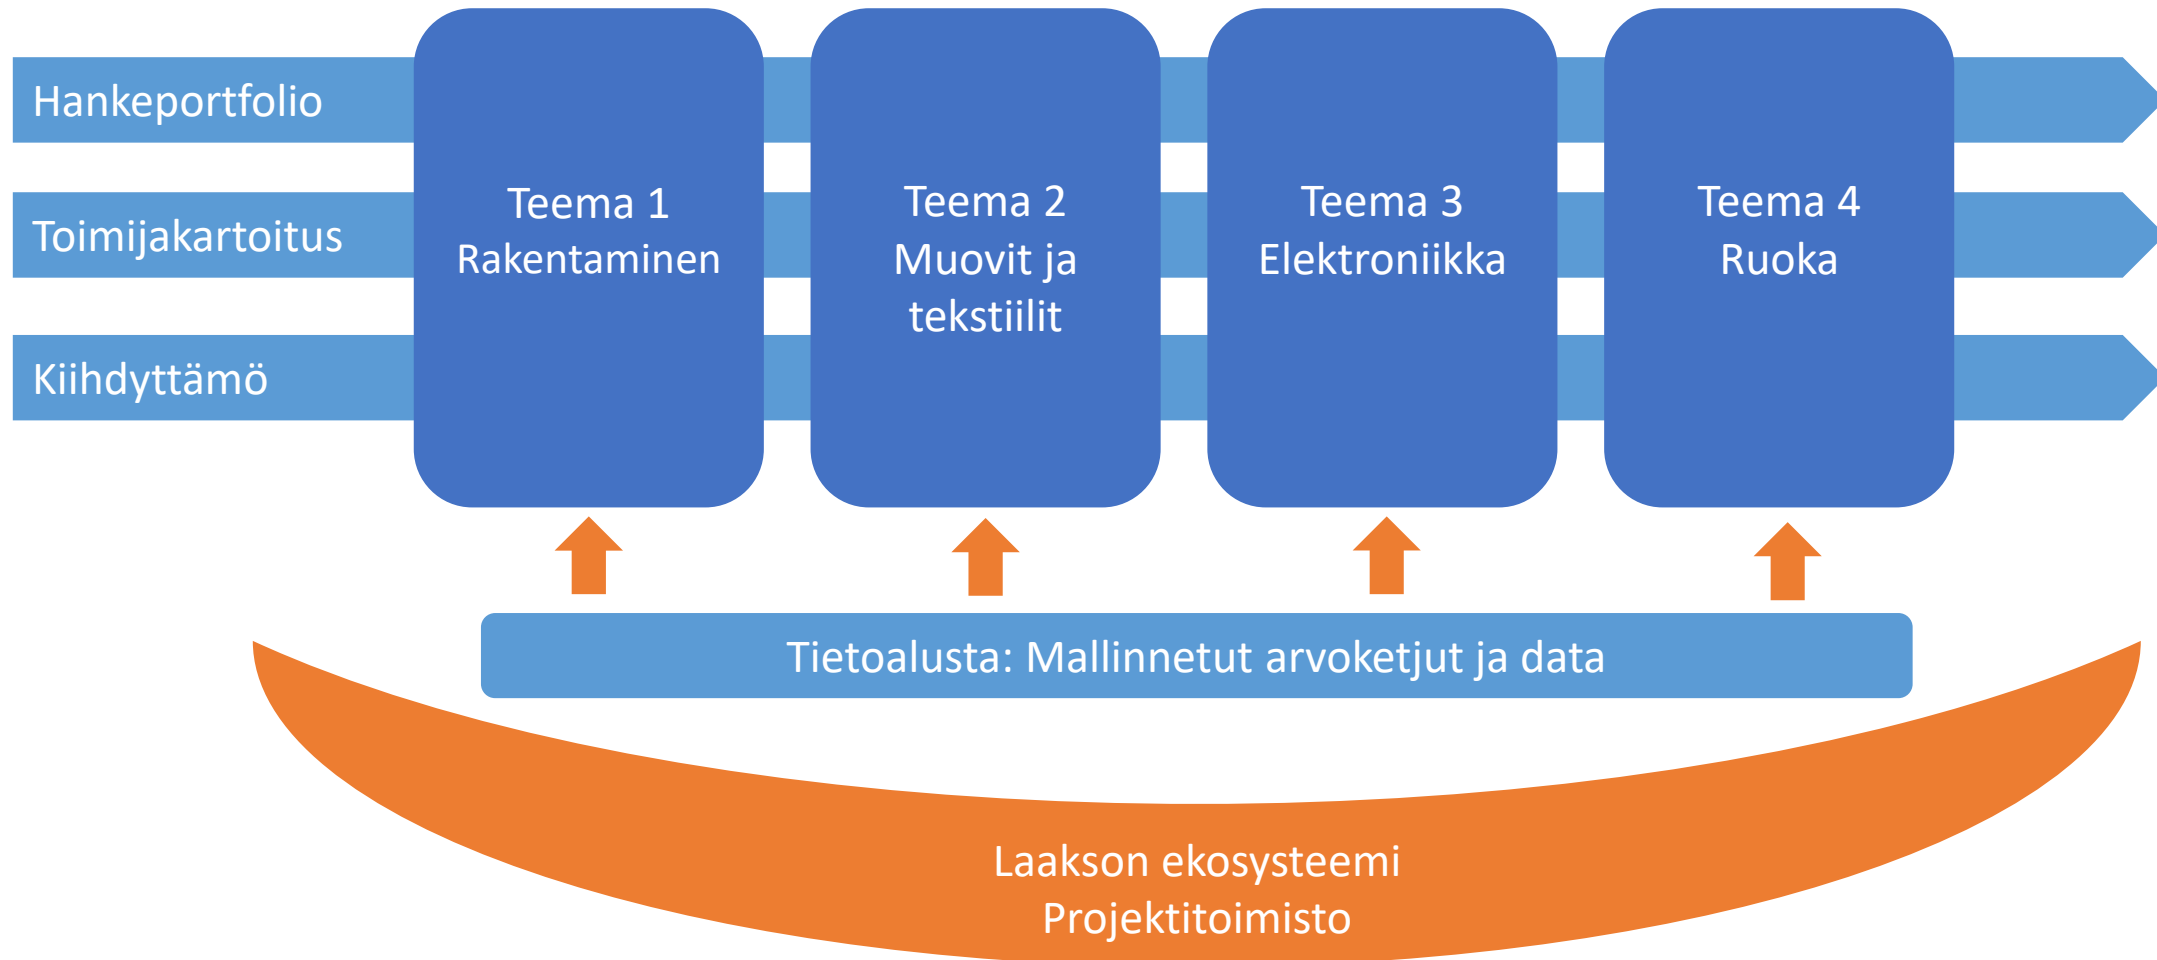 Hankeportfolio
Toimijakartoitus
Kiihdyttämö
Teema 1
Rakentaminen
Teema 2
Muovit ja
tekstiilit
Teema 3
Elektroniikka
Teema 4
Ruoka
Tietoalusta: Mallinnetut arvoketjut ja data
Laakson ekosysteemi
Projektitoimisto